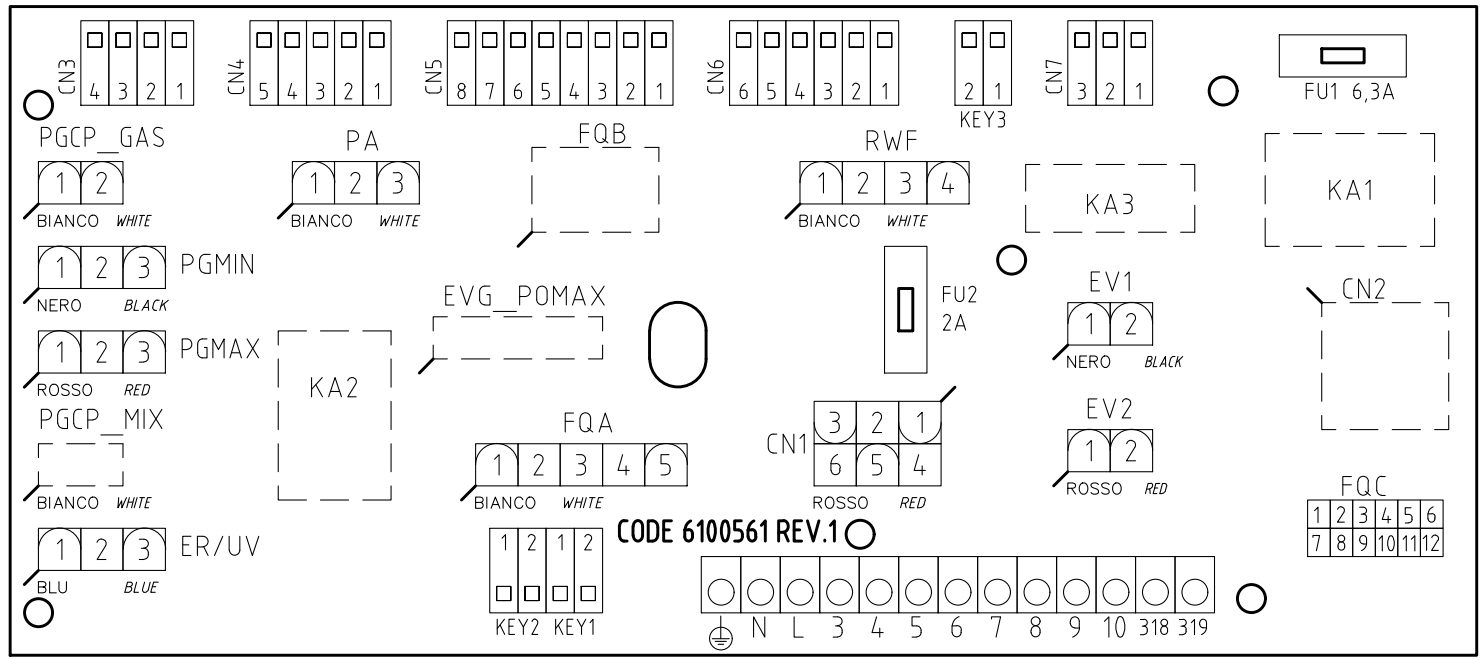 CN3 4 3 2 1
CN4 5 4 3 2 1
CN5 8 7 6 5 4 3 2 1
CN6 6 5 4 3 2 1
2 1
KEY3
CN7 3 2 1
FU1 6,3A
PGCP_GAS
1 2
BIANCO WHITE
PA
1 2 3
BIANCO WHITE
FQB
RWF
1 2 3 4
BIANCO WHITE
KA3
KA1
1 2 3 PGMIN
NERO BLACK
EVG_POMAX
FU2
2A
EV1
1 2
NERO BLACK
CN2
1 2 3 PGMAX
ROSSO RED
KA2
PGCP_MIX
BIANCO WHITE
FQA
1 2 3 4 5
BIANCO WHITE
CN1
3 2 1
6 5 4
ROSSO RED
EV2
1 2
ROSSO RED
FQC
1 2 3 4 5 6
7 8 9 10 11 12
1 2 3 ER/UV
BLU BLUE
1 2 1 2
KEY2 KEY1
CODE 6100561 REV.1
N L 3 4 5 6 7 8 9 10 318 319